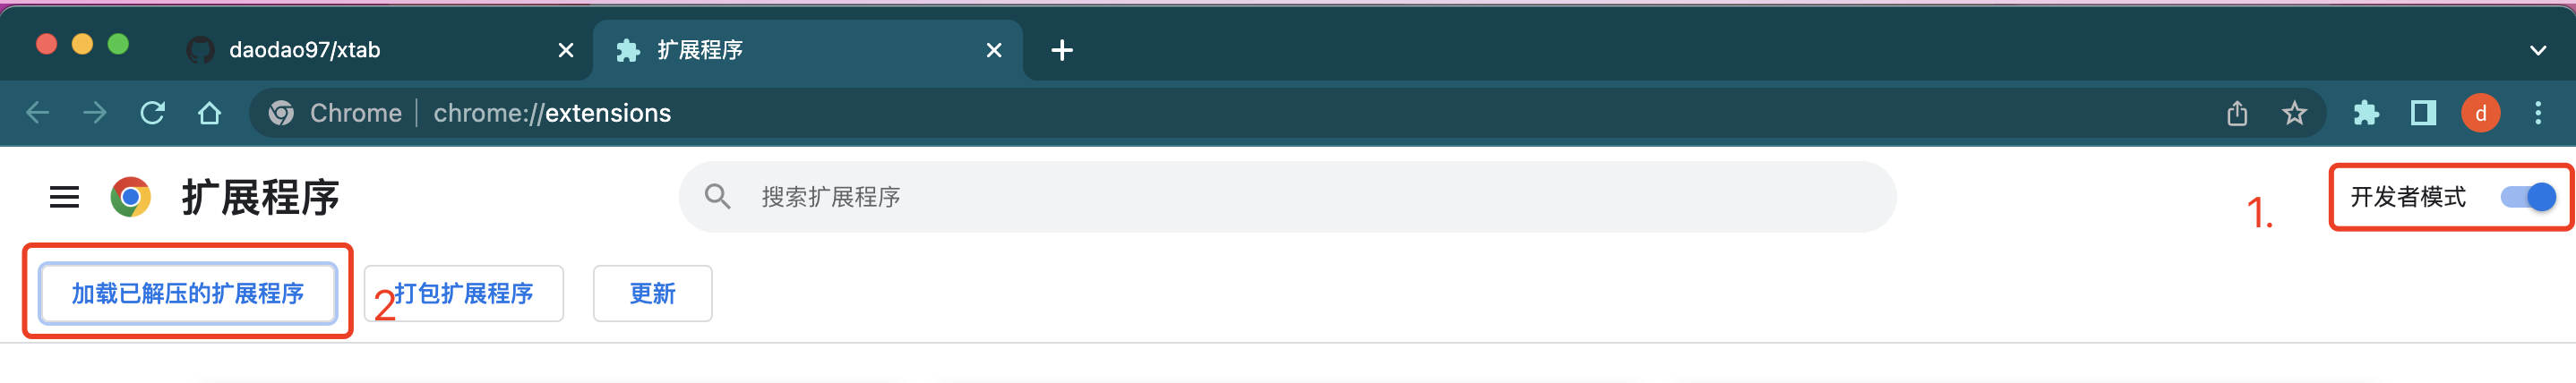 daodao97/xtab
扩展程序
Chrome
chrome://extensions
d
扩展程序
搜索扩展程序
1.
开发者模式
加载已解压的扩展程序
2
打包扩展程序
更新